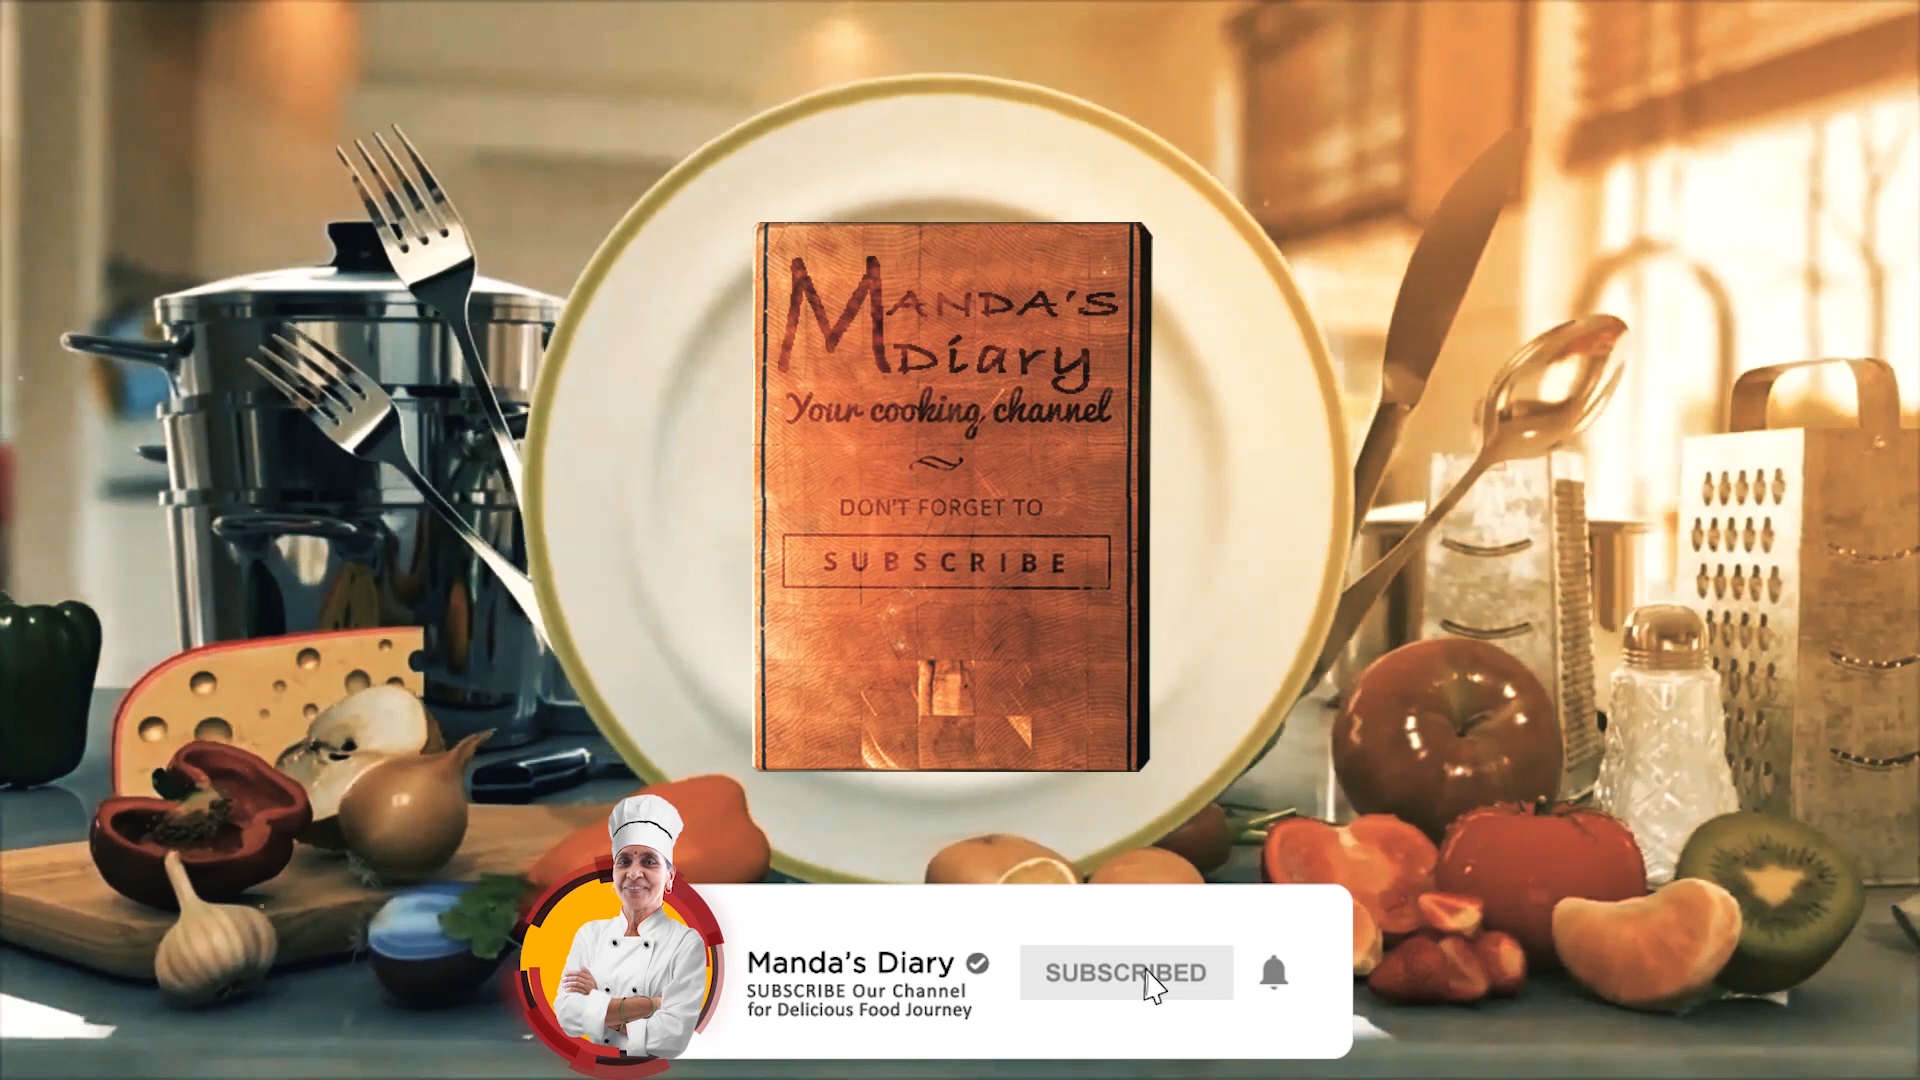 MANDA'S
Diary
Your cooking channel
DON'T FORGET TO
SUBSCRIBE
Manda's Diary
SUBSCRIBE Our Channel
for Delicious Food Journey
SUBSCRIBED